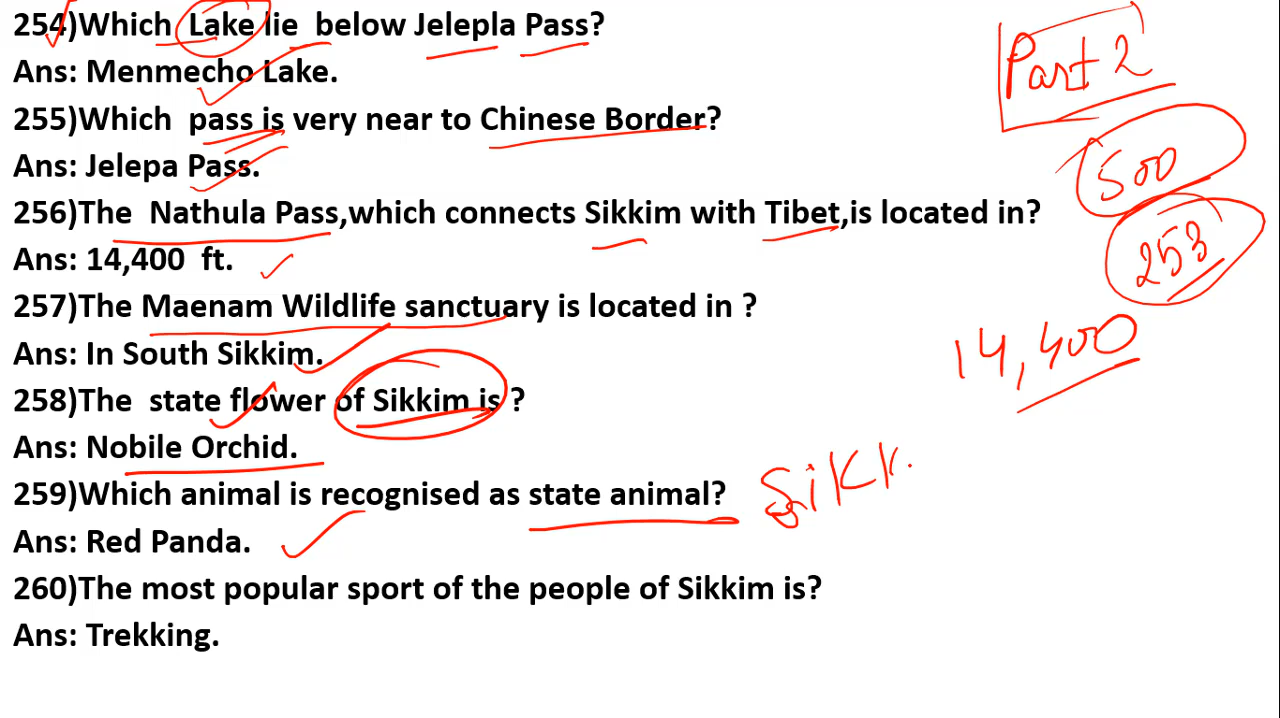 254)Which Lake lie below Jelepla Pass?
Ans: Menmecho Lake.
255)Which pass is very near to Chinese Border?
Ans: Jelepa Pass.
256)The Nathula Pass,which connects Sikkim with Tibet,is located in?
Ans: 14,400 ft.
257)The Maenam Wildlife sanctuary is located in ?
Ans: In South Sikkim.
258)The state flower of Sikkim is ?
Ans: Nobile Orchid.
259)Which animal is recognised as state animal?
Ans: Red Panda.
260)The most popular sport of the people of Sikkim is?
Ans: Trekking.
Part 2
500
253
14,400
SiKk.